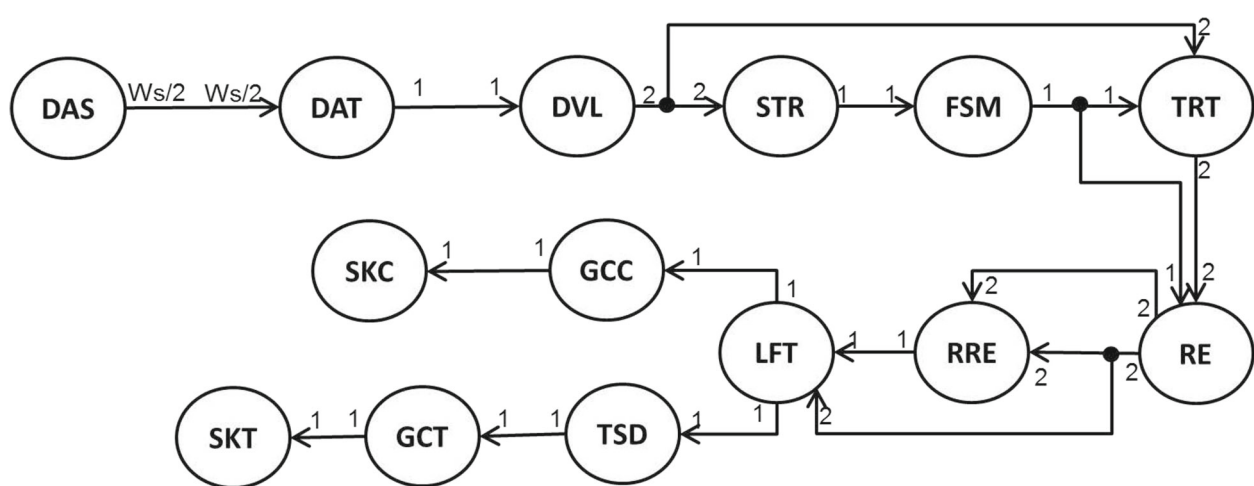 2
DAS Ws/2 Ws/2 DAT 1 1 DVL 2 2 STR 1 1 FSM 1 1 TRT
2
SKC 1 1 GCC 1 1 2 1 2 2
LFT 1 1 RRE 2 2 RE
SKT 1 1 GCT 1 1 TSD 1 1 2